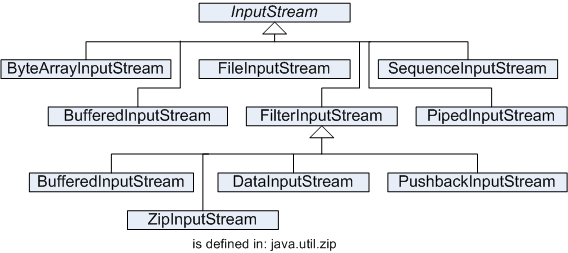 InputStream
ByteArrayInputStream
FileInputStream
SequenceInputStream
BufferedInputStream
FilterInputStream
PipedInputStream
BufferedInputStream
DataInputStream
PushbackInputStream
ZipInputStream
is defined in: java.util.zip